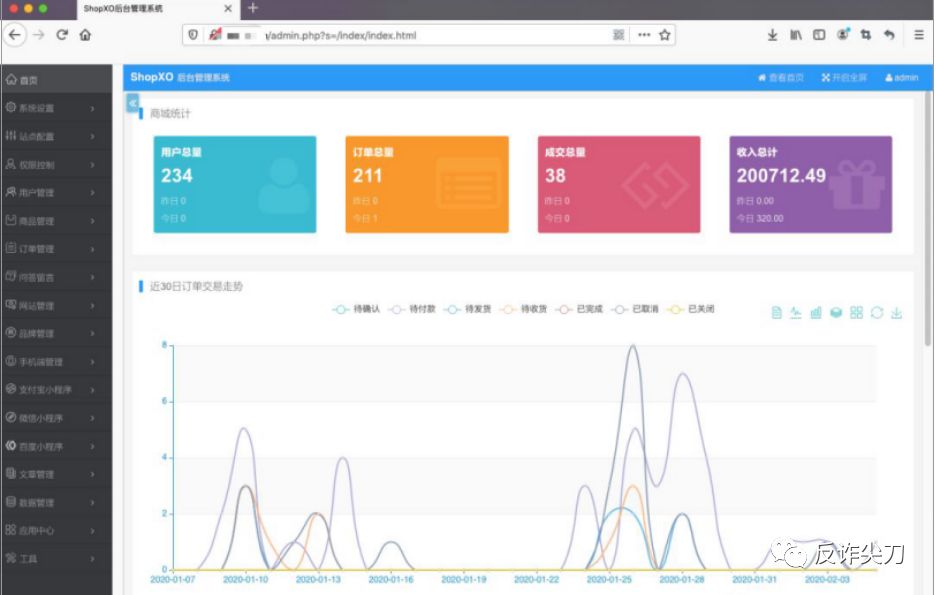 ShopXO后台管理系统
/admin.php?s=/index/index.html
ShopXO 后台管理系统
查看首页 开启全屏 admin
首页
系统设置
站点配置
权限控制
用户管理
商品管理
订单管理
问答留言
网站管理
品牌管理
手机端管理
支付宝小程序
微信小程序
百度小程序
文章管理
数据管理
应用中心
工具
商城统计
用户总量
234
昨日 0
今日 0
订单总量
211
昨日 0
今日 1
成交总量
38
昨日 0
今日 0
收入总计
200712.49
昨日 0.00
今日 320.00
近30日订单交易走势
待确认 待付款 待发货 待收货 已完成 已取消 已关闭
8
6
4
2
0
2020-01-07 2020-01-10 2020-01-13 2020-01-16 2020-01-19 2020-01-22 2020-01-25 2020-01-28 2020-01-31 2020-02-03
反诈尖刀